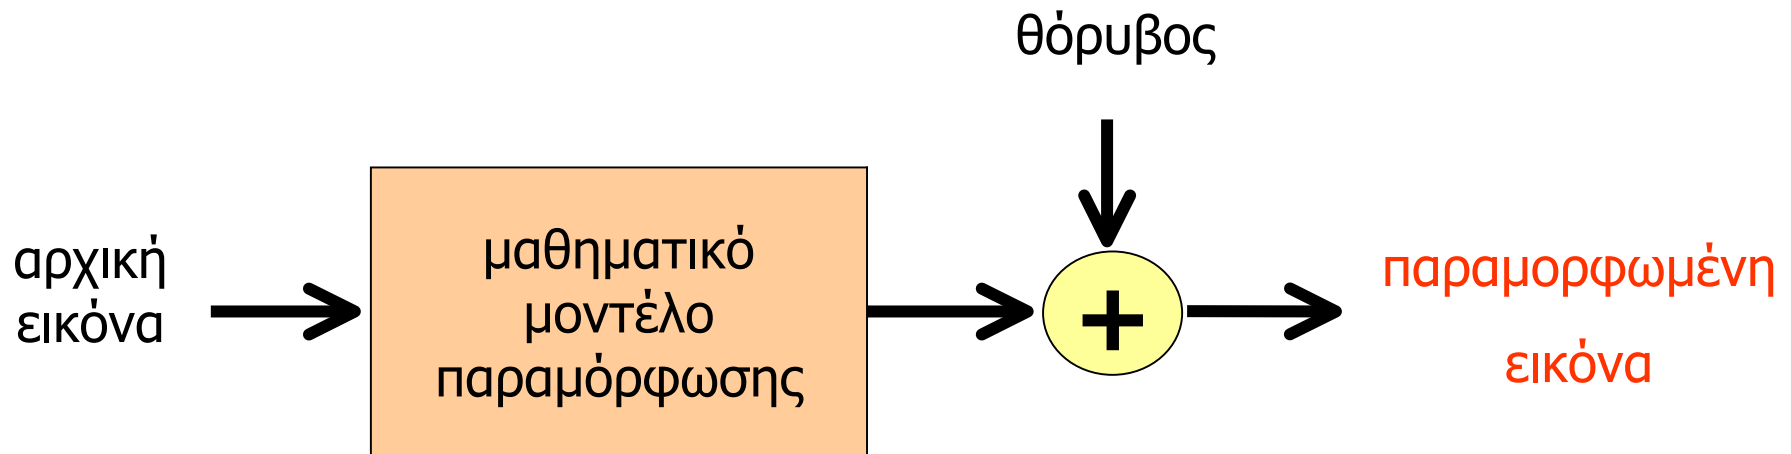 θόρυβος
αρχική
εικόνα
μαθηματικό
μοντέλο
παραμόρφωσης
+
παραμορφωμένη
εικόνα